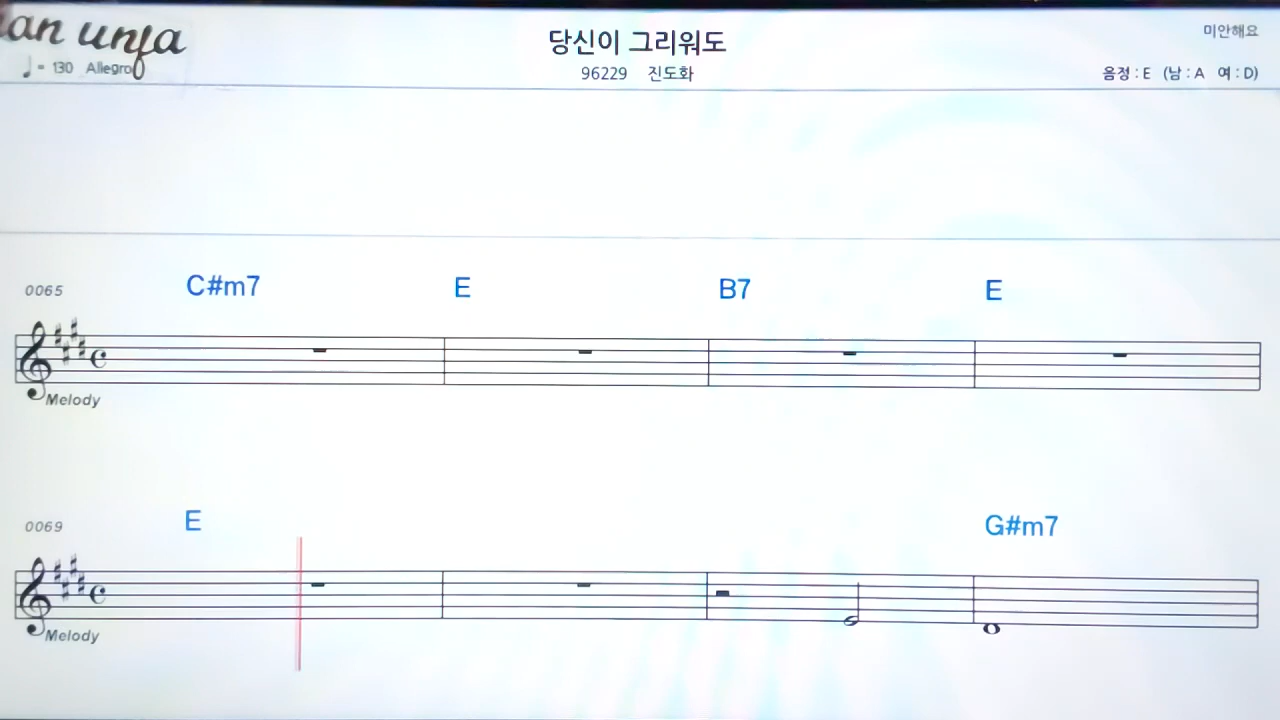 an unfa
♩= 130 Allegro
당신이 그리워도
96229 진도화
미안해요
음정 : E (남 : A 여 : D)
0065 C#m7 E B7 E
Melody
0069 E G#m7
Melody